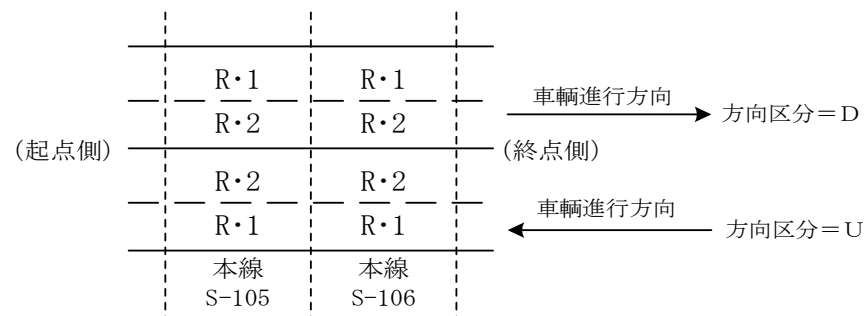 R・1 R・1
車輌進行方向
R・2 R・2
方向区分＝D
(起点側) (終点側)
R・2 R・2
車輌進行方向
R・1 R・1
方向区分＝U
本線 本線
S-105 S-106